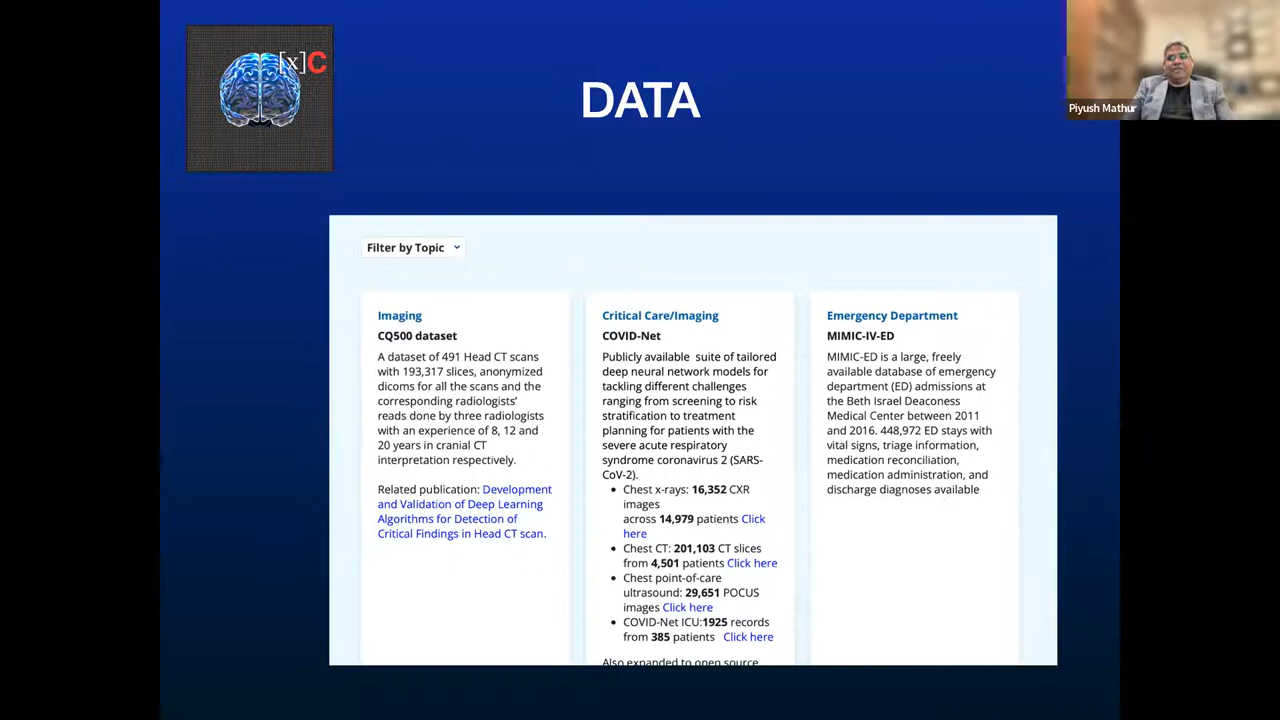 [x]C
DATA
Piyush Mathur
Filter by Topic
Imaging
CQ500 dataset
A dataset of 491 Head CT scans
with 193,317 slices, anonymized
dicoms for all the scans and the
corresponding radiologists'
reads done by three radiologists
with an experience of 8, 12 and
20 years in cranial CT
interpretation respectively.
Related publication: Development
and Validation of Deep Learning
Algorithms for Detection of
Critical Findings in Head CT scan.
Critical Care/Imaging
COVID-Net
Publicly available suite of tailored
deep neural network models for
tackling different challenges
ranging from screening to risk
stratification to treatment
planning for patients with the
severe acute respiratory
syndrome coronavirus 2 (SARS-
CoV-2).
• Chest x-rays: 16,352 CXR
images
across 14,979 patients Click
here
• Chest CT: 201,103 CT slices
from 4,501 patients Click here
• Chest point-of-care
ultrasound: 29,651 POCUS
images Click here
• COVID-Net ICU:1925 records
from 385 patients Click here
Also expanded to open source
Emergency Department
MIMIC-IV-ED
MIMIC-ED is a large, freely
available database of emergency
department (ED) admissions at
the Beth Israel Deaconess
Medical Center between 2011
and 2016. 448,972 ED stays with
vital signs, triage information,
medication reconciliation,
medication administration, and
discharge diagnoses available